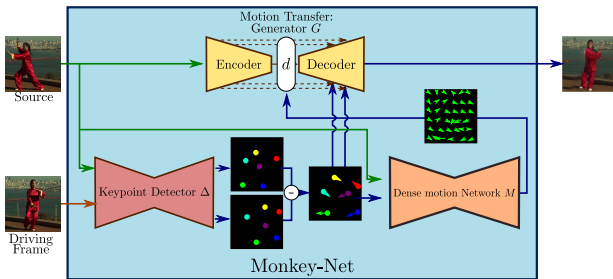 Motion Transfer:
Generator G
Encoder
d
Decoder
Source
Keypoint Detector Δ
-
Dense motion Network M
Driving
Frame
Monkey-Net